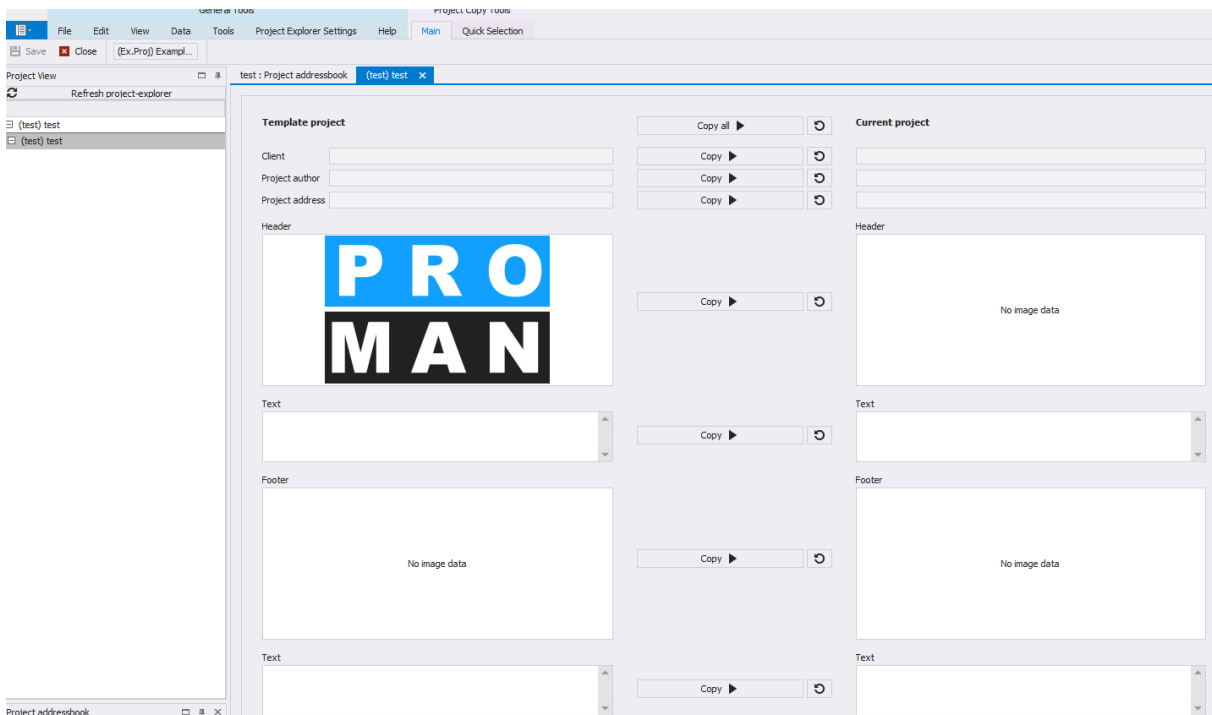 General Tools Project Copy Tools
File Edit View Data Tools Project Explorer Settings Help Main Quick Selection
Save Close (Ex.Proj) Exampl...
Project View test : Project addressbook (test) test
Refresh project-explorer
(test) test
(test) test
Template project Copy all Current project
Client Copy
Project author Copy
Project address Copy
Header Header
PRO
MAN
Copy
No image data
Text Text
Copy
Footer Footer
No image data Copy No image data
Text Text
Copy
Project addressbook